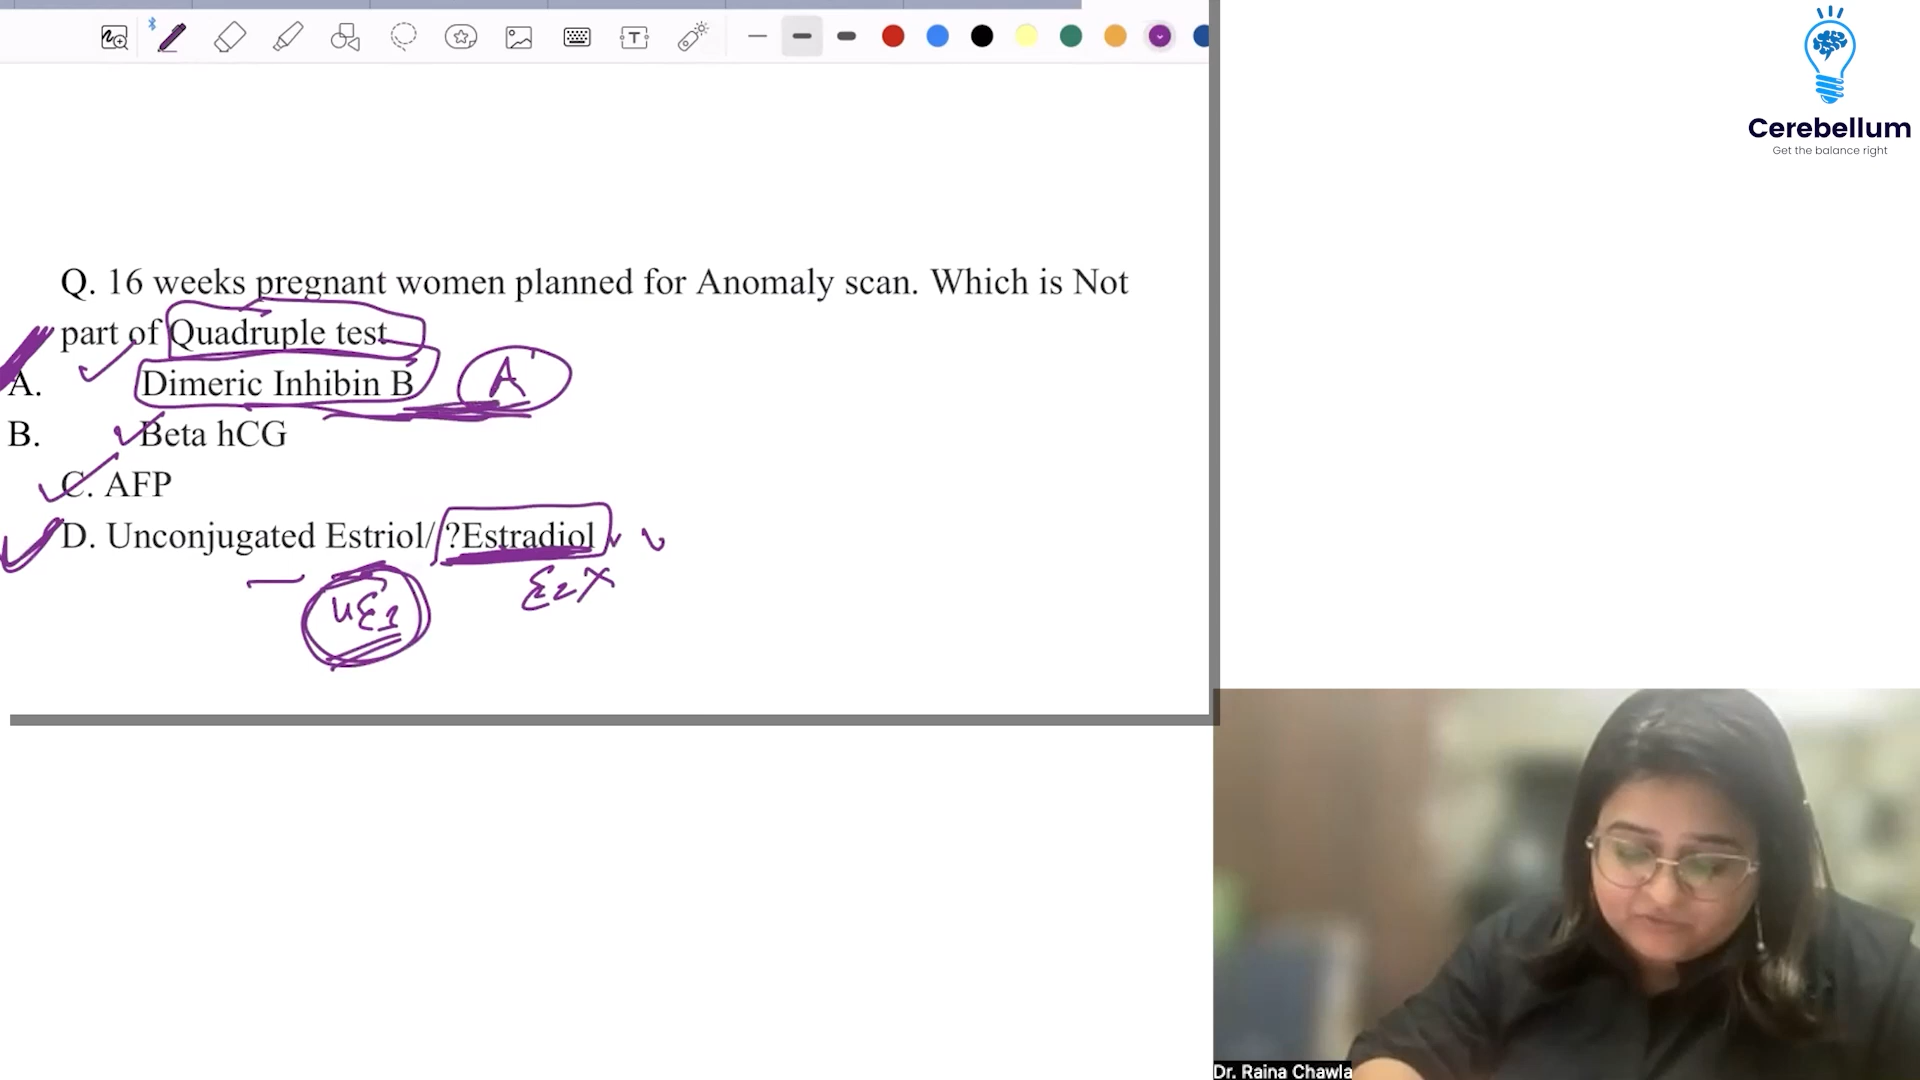 Cerebellum
Get the balance right
Q. 16 weeks pregnant women planned for Anomaly scan. Which is Not
part of Quadruple test
A. Dimeric Inhibin B A
B. Beta hCG
C. AFP
D. Unconjugated Estriol/ ?Estradiol
uE3 E2 X
Dr. Raina Chawla